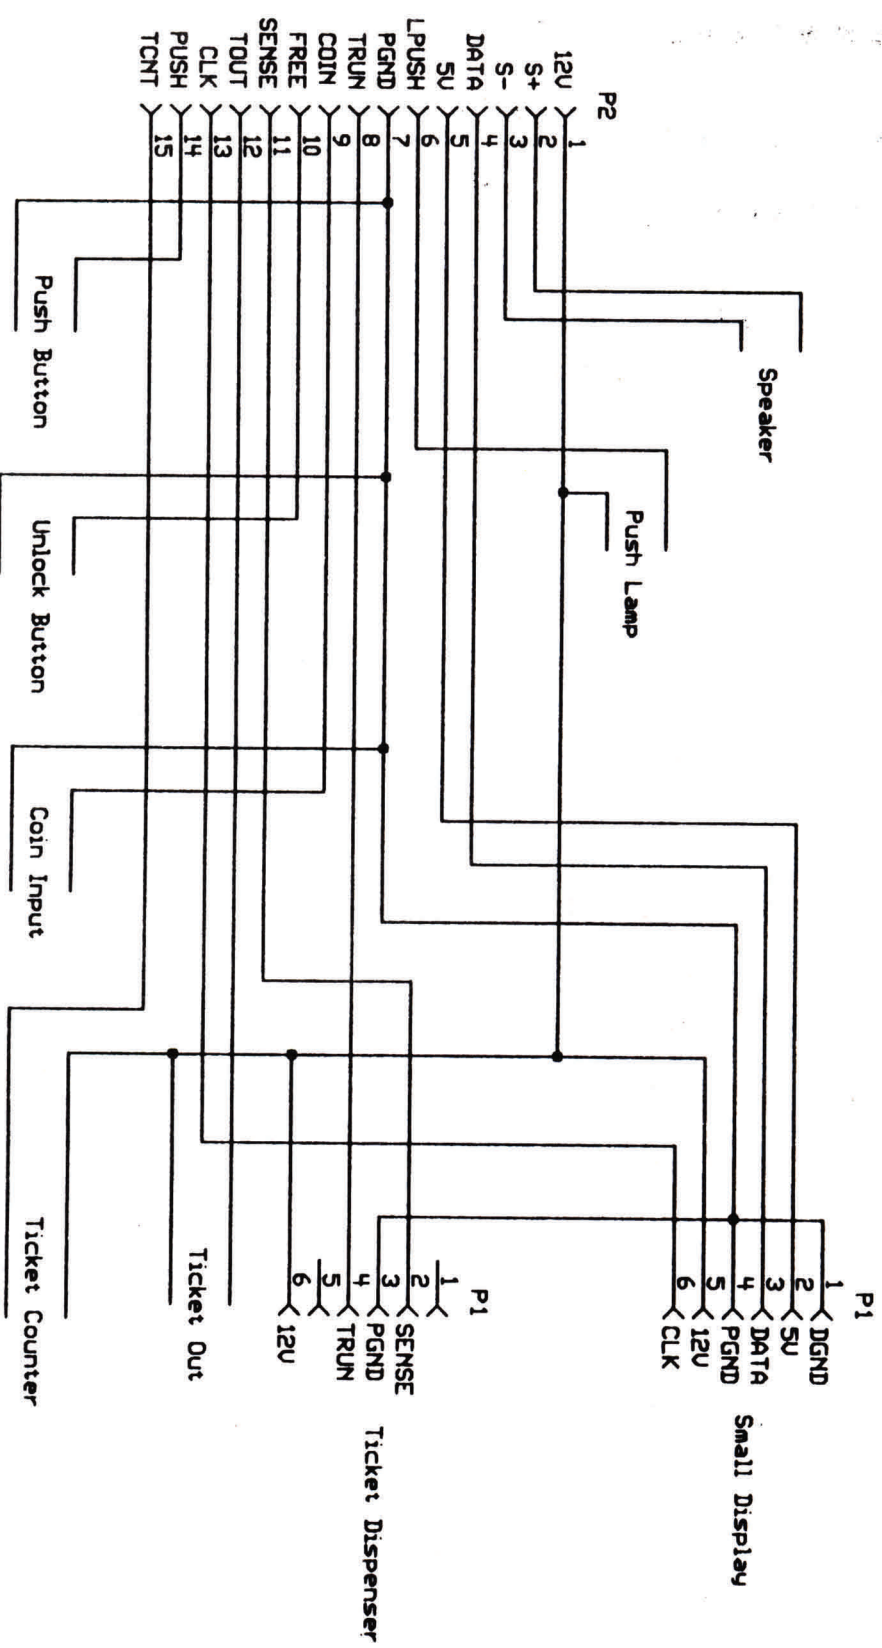 P2
12V 1
S+ 2
S- 3
DATA 4
5V 5
LPUSH 6
PGND 7
TRUN 8
COIN 9
FREE 10
SENSE 11
TOUT 12
CLK 13
PUSH 14
TCNT 15
Speaker
Push Lamp
Push Button
Unlock Button
Coin Input
P1
1 DGND
2 5V
3 DATA
4 PGND
5 12V
6 CLK
Small Display
P1
1
2 SENSE
3 PGND
4 TRUN
5
6 12V
Ticket Dispenser
Ticket Out
Ticket Counter